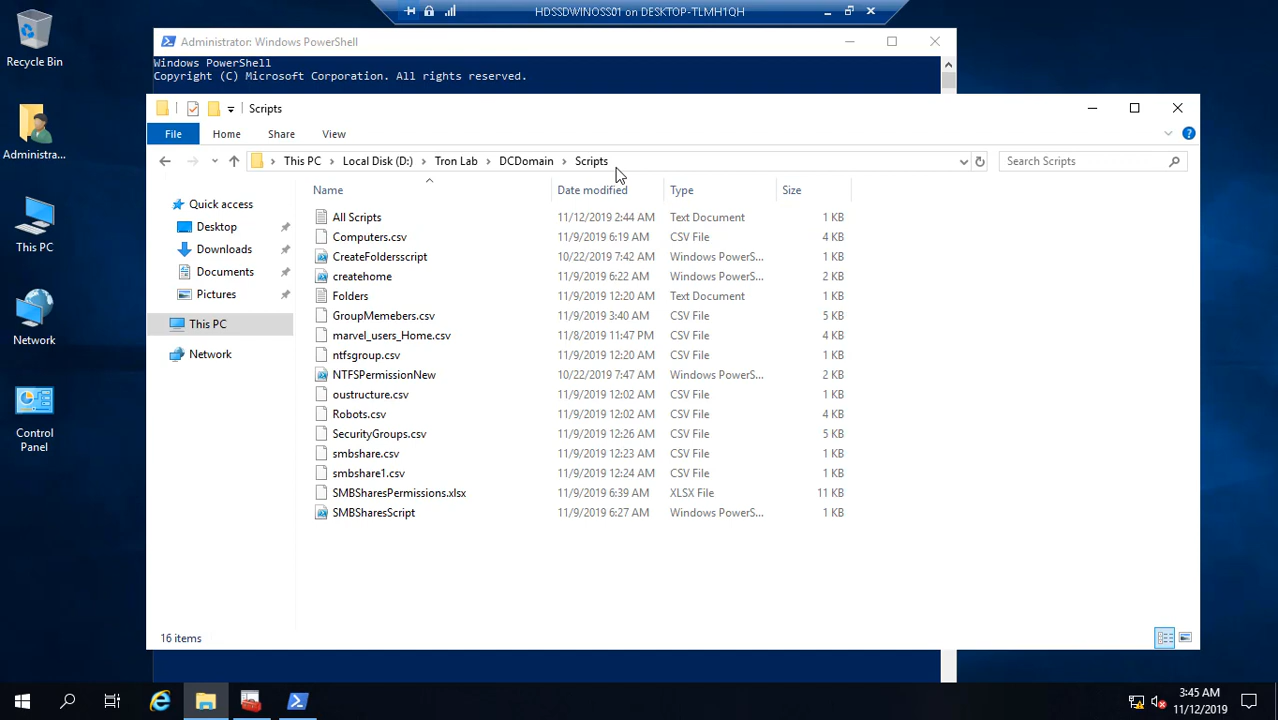 HDSSDWINOSS01 on DESKTOP-TLMH1QH
Recycle Bin
Administra...
This PC
Network
Control
Panel
Administrator: Windows PowerShell
Windows PowerShell
Copyright (C) Microsoft Corporation. All rights reserved.
Scripts
File Home Share View
This PC Local Disk (D:) Tron Lab DCDomain Scripts
Search Scripts
Quick access
Desktop
Downloads
Documents
Pictures
This PC
Network
Name Date modified Type Size
All Scripts 11/12/2019 2:44 AM Text Document 1 KB
Computers.csv 11/9/2019 6:19 AM CSV File 4 KB
CreateFoldersscript 10/22/2019 7:42 AM Windows PowerS... 1 KB
createhome 11/9/2019 6:22 AM Windows PowerS... 2 KB
Folders 11/9/2019 12:20 AM Text Document 1 KB
GroupMemebers.csv 11/9/2019 3:40 AM CSV File 5 KB
marvel_users_Home.csv 11/8/2019 11:47 PM CSV File 4 KB
ntfsgroup.csv 11/9/2019 12:20 AM CSV File 1 KB
NTFSPermissionNew 10/22/2019 7:47 AM Windows PowerS... 2 KB
oustructure.csv 11/9/2019 12:02 AM CSV File 1 KB
Robots.csv 11/9/2019 12:02 AM CSV File 4 KB
SecurityGroups.csv 11/9/2019 12:26 AM CSV File 5 KB
smbshare.csv 11/9/2019 12:23 AM CSV File 1 KB
smbshare1.csv 11/9/2019 12:24 AM CSV File 1 KB
SMBSharesPermissions.xlsx 11/9/2019 6:39 AM XLSX File 11 KB
SMBSharesScript 11/9/2019 6:27 AM Windows PowerS... 1 KB
16 items
3:45 AM
11/12/2019